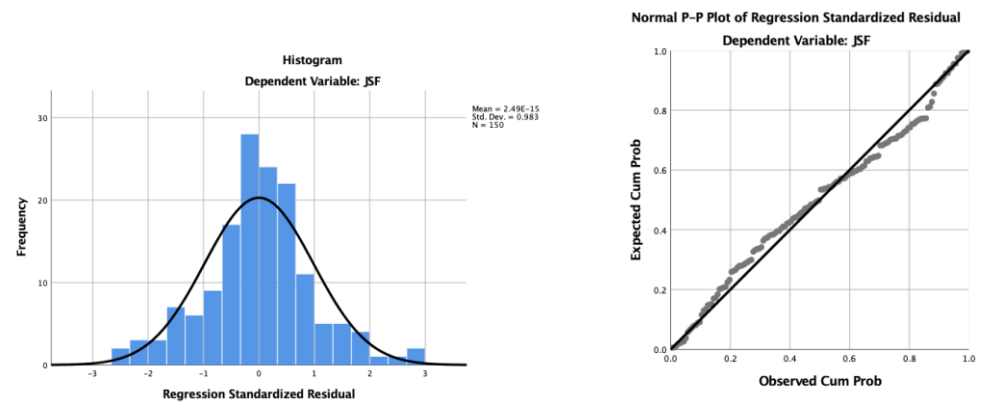 Histogram
Dependent Variable: JSF
Mean = 2.49E-15
Std. Dev. = 0.983
N = 150
30
20
10
0
Frequency
-3 -2 -1 0 1 2 3
Regression Standardized Residual
Normal P-P Plot of Regression Standardized Residual
Dependent Variable: JSF
1.0
0.8
0.6
0.4
0.2
0.0
Expected Cum Prob
0.0 0.2 0.4 0.6 0.8 1.0
Observed Cum Prob